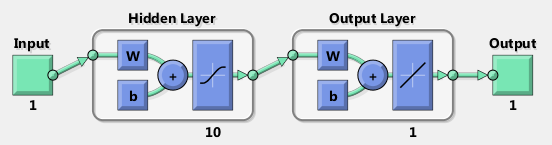 Hidden Layer
Output Layer
Input
Output
W
W
+
+
b
b
1
1
10
1